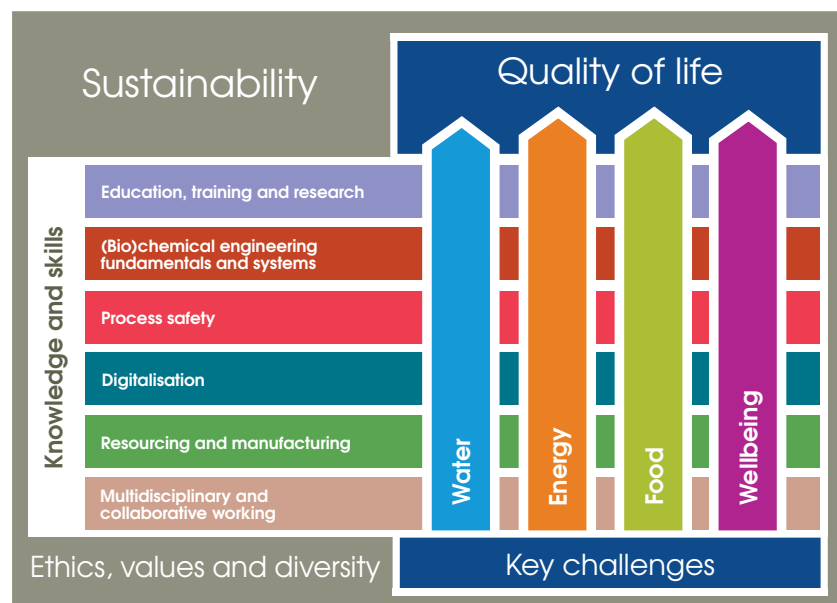 Sustainability
Quality of life
Knowledge and skills
Education, training and research
(Bio)chemical engineering
fundamentals and systems
Process safety
Digitalisation
Resourcing and manufacturing
Multidisciplinary and
collaborative working
Water
Energy
Food
Wellbeing
Ethics, values and diversity
Key challenges